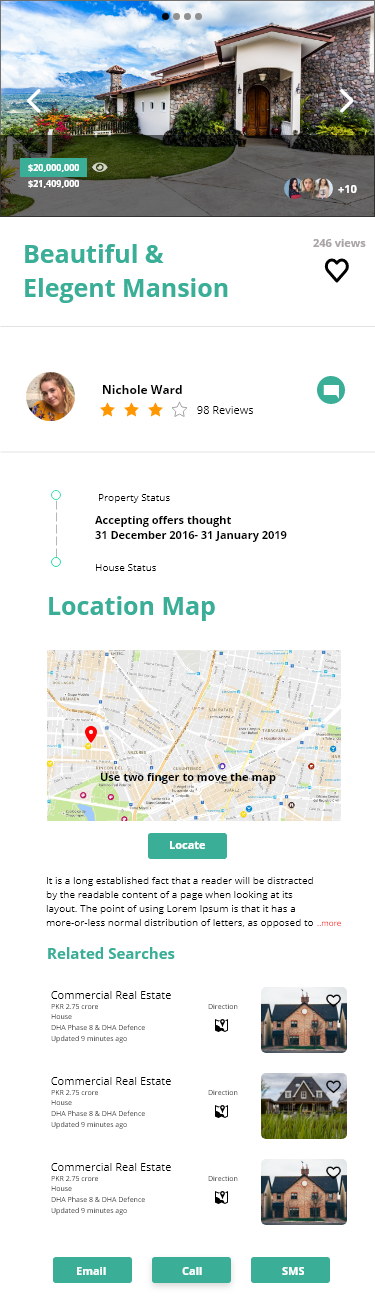 $20,000,000
$21,409,000
+10
Beautiful &
Elegent Mansion
246 views
Nichole Ward
98 Reviews
Property Status
Accepting offers thought
31 December 2016- 31 January 2019
House Status
Location Map
Use two finger to move the map
Locate
It is a long established fact that a reader will be distracted
by the readable content of a page when looking at its
layout. The point of using Lorem Ipsum is that it has a
more-or-less normal distribution of letters, as opposed to ..more
Related Searches
Commercial Real Estate
PKR 2.75 crore
House
DHA Phase 8 & DHA Defence
Updated 9 minutes ago
Direction
Commercial Real Estate
PKR 2.75 crore
House
DHA Phase 8 & DHA Defence
Updated 9 minutes ago
Direction
Commercial Real Estate
PKR 2.75 crore
House
DHA Phase 8 & DHA Defence
Updated 9 minutes ago
Direction
Email
Call
SMS